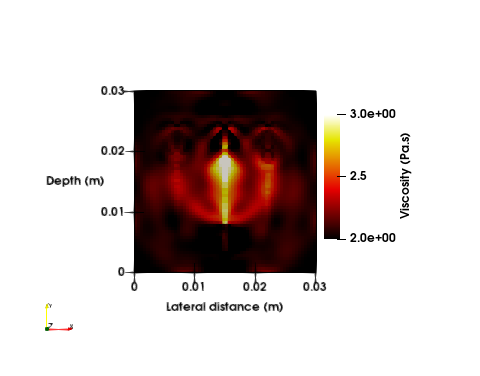 0.03
0.02
Depth (m)
0.01
0
0
0.01
0.02
0.03
Lateral distance (m)
3.0e+00
2.5
2.0e+00
Viscosity (Pa.s)
Y
Z
X